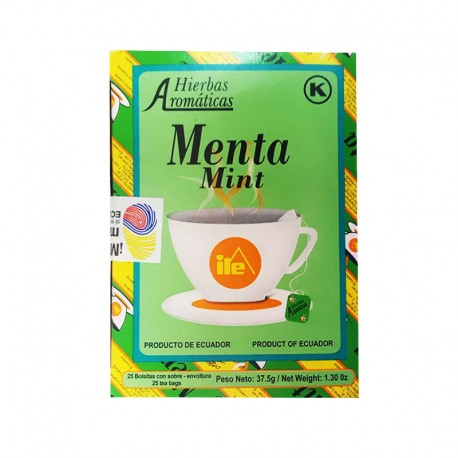 Hierbas
Aromáticas
K
Menta
Mint
ile
PRODUCTO DE ECUADOR
PRODUCT OF ECUADOR
25 Bolsitas con sobre - envoltura
25 tea bags
Peso Neto: 37.5g / Net Weight: 1.30 0z